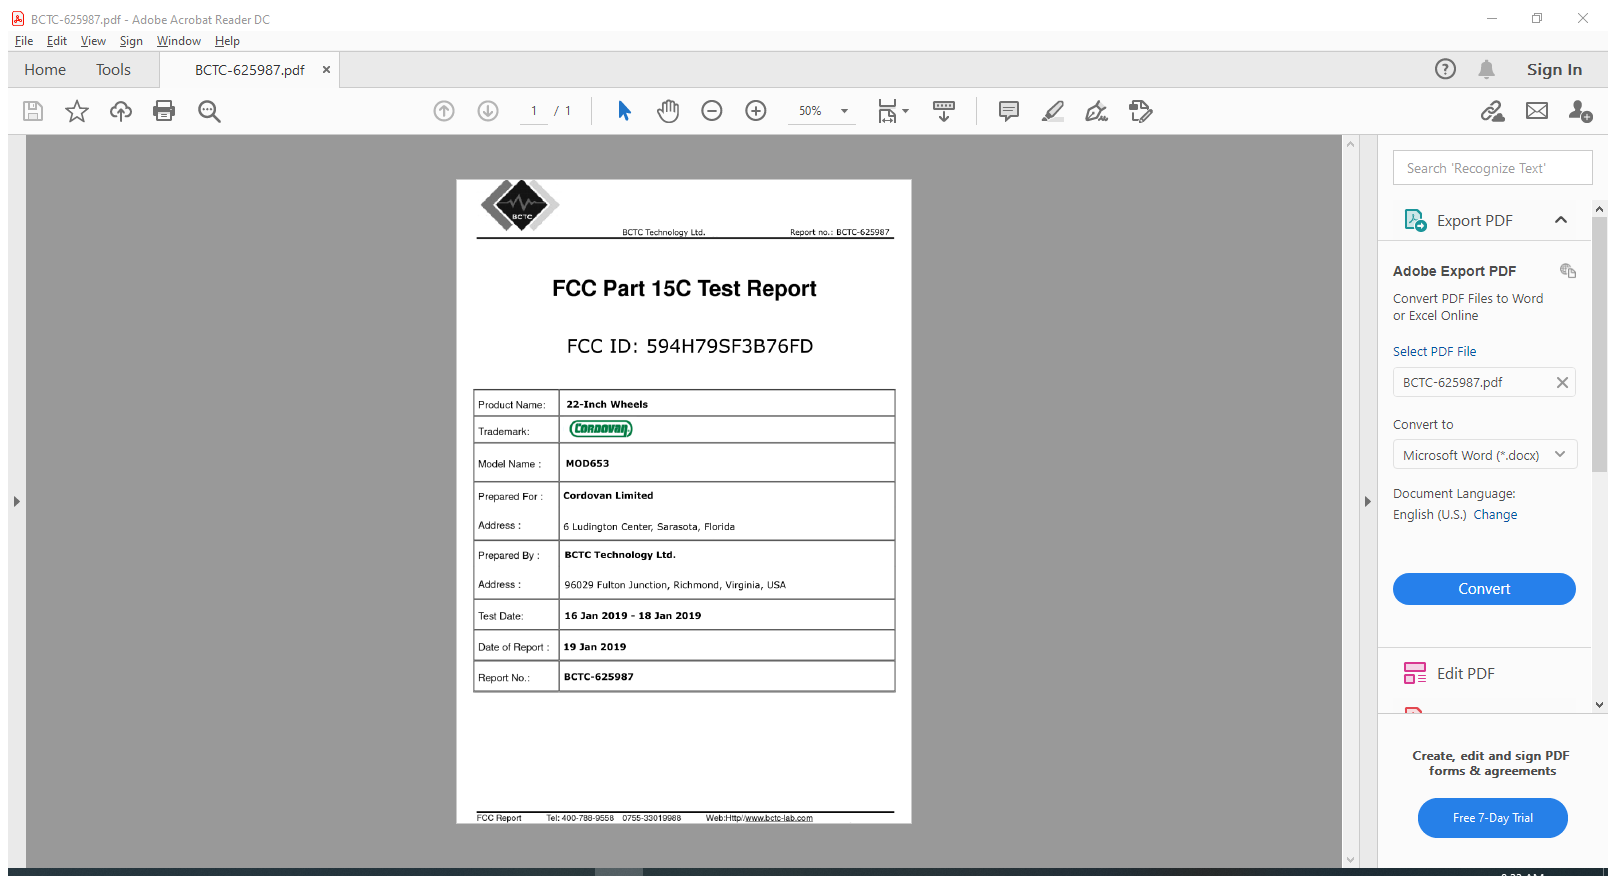 BCTC-625987.pdf - Adobe Acrobat Reader DC
File Edit View Sign Window Help
Home Tools BCTC-625987.pdf × Sign In
1 / 1 50%
BCTC
BCTC Technology Ltd. Report no.: BCTC-625987
FCC Part 15C Test Report
FCC ID: 594H79SF3B76FD
Product Name: 22-Inch Wheels
Trademark: CORDOVAN
Model Name : MOD653
Prepared For : Cordovan Limited
Address : 6 Ludington Center, Sarasota, Florida
Prepared By : BCTC Technology Ltd.
Address : 96029 Fulton Junction, Richmond, Virginia, USA
Test Date: 16 Jan 2019 - 18 Jan 2019
Date of Report : 19 Jan 2019
Report No.: BCTC-625987
FCC Report Tel: 400-788-9558 0755-33019988 Web:Http//www.bctc-lab.com
Search 'Recognize Text'
Export PDF
Adobe Export PDF
Convert PDF Files to Word
or Excel Online
Select PDF File
BCTC-625987.pdf
Convert to
Microsoft Word (*.docx)
Document Language:
English (U.S.) Change
Convert
Edit PDF
Create, edit and sign PDF
forms & agreements
Free 7-Day Trial